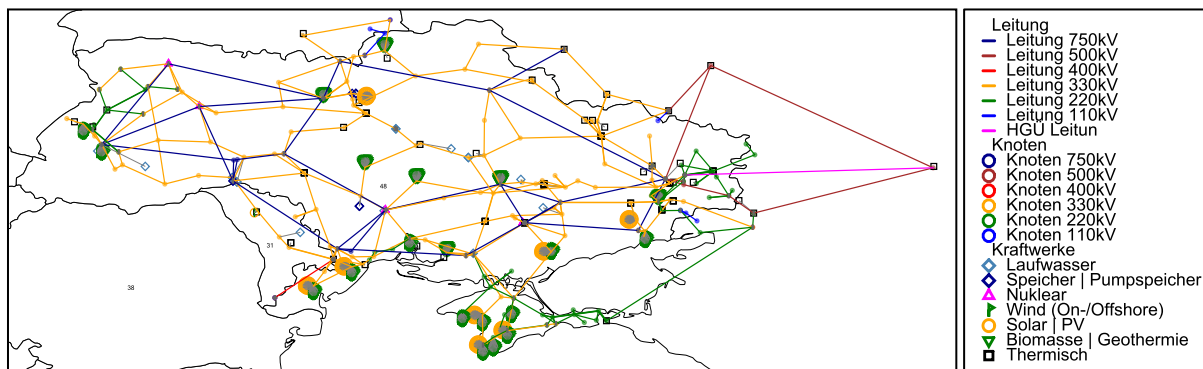 48
31
38
Leitung
Leitung 750kV
Leitung 500kV
Leitung 400kV
Leitung 330kV
Leitung 220kV
Leitung 110kV
HGÜ Leitun
Knoten
Knoten 750kV
Knoten 500kV
Knoten 400kV
Knoten 330kV
Knoten 220kV
Knoten 110kV
Kraftwerke
Laufwasser
Speicher | Pumpspeicher
Nuklear
Wind (On-/Offshore)
Solar | PV
Biomasse | Geothermie
Thermisch